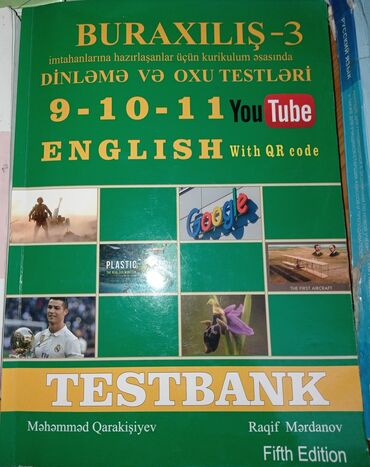 BURAXILIŞ-3
imtahanlarına hazırlaşanlar üçün kurikulum əsasında
DİNLƏMƏ VƏ OXU TESTLƏRİ
9-10-11 YouTube
ENGLISH With QR code
Google
PLASTIC
THE FIRST AIRCRAFT
TESTBANK
Məhəmməd Qarakişiyev
Raqif Mərdanov
Fifth Edition